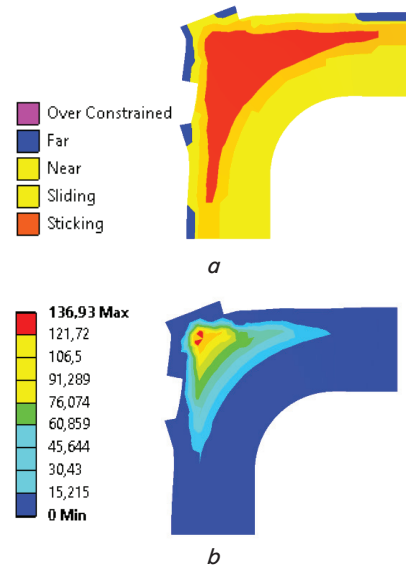 Over Constrained
Far
Near
Sliding
Sticking
a
136,93 Max
121,72
106,5
91,289
76,074
60,859
45,644
30,43
15,215
0 Min
b